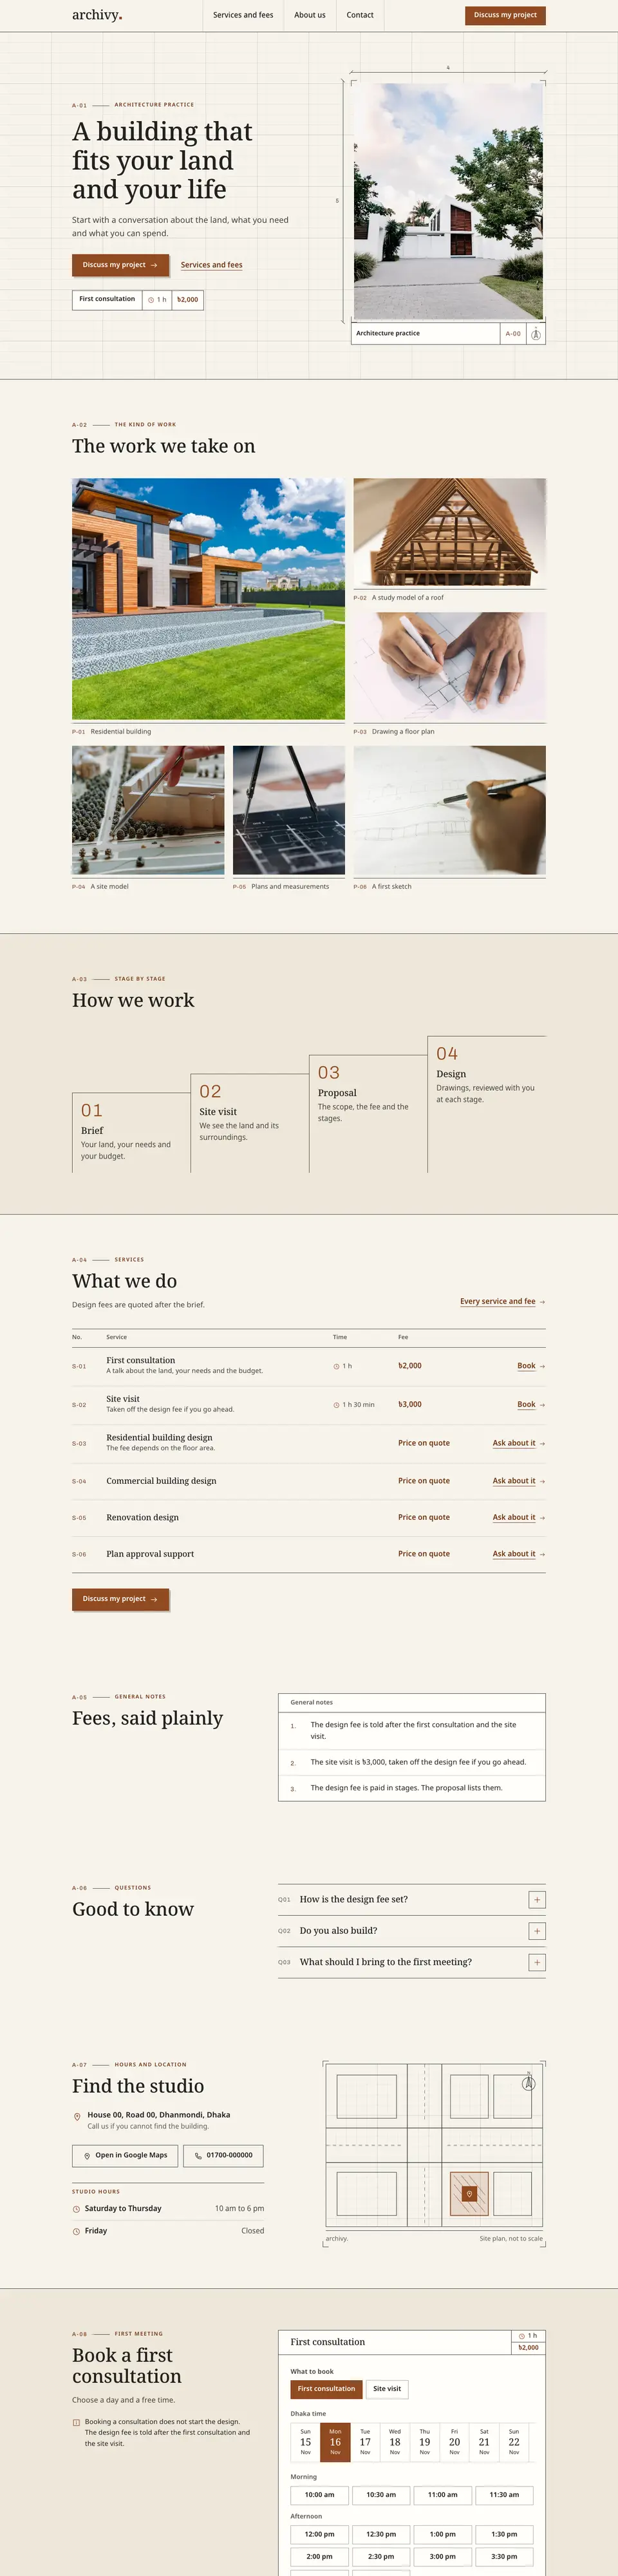 archivy.
Services and fees
About us
Contact
Discuss my project
A-01
ARCHITECTURE PRACTICE
A building that
fits your land
and your life
Start with a conversation about the land, what you need
and what you can spend.
Discuss my project →
Services and fees
First consultation
1 h
৳2,000
4
5
Architecture practice
A-00
A-02
THE KIND OF WORK
The work we take on
P-01 Residential building
P-02 A study model of a roof
P-03 Drawing a floor plan
P-04 A site model
P-05 Plans and measurements
P-06 A first sketch
A-03
STAGE BY STAGE
How we work
01
Brief
Your land, your needs and
your budget.
02
Site visit
We see the land and its
surroundings.
03
Proposal
The scope, the fee and the
stages.
04
Design
Drawings, reviewed with you
at each stage.
A-04
SERVICES
What we do
Design fees are quoted after the brief.
Every service and fee →
No. Service Time Fee
S-01 First consultation 1 h ৳2,000 Book →
A talk about the land, your needs and the budget.
S-02 Site visit 1 h 30 min ৳3,000 Book →
Taken off the design fee if you go ahead.
S-03 Residential building design Price on quote Ask about it →
The fee depends on the floor area.
S-04 Commercial building design Price on quote Ask about it →
S-05 Renovation design Price on quote Ask about it →
S-06 Plan approval support Price on quote Ask about it →
Discuss my project →
A-05
GENERAL NOTES
Fees, said plainly
General notes
1. The design fee is told after the first consultation and the site
visit.
2. The site visit is ৳3,000, taken off the design fee if you go ahead.
3. The design fee is paid in stages. The proposal lists them.
A-06
QUESTIONS
Good to know
Q01 How is the design fee set? +
Q02 Do you also build? +
Q03 What should I bring to the first meeting? +
A-07
HOURS AND LOCATION
Find the studio
House 00, Road 00, Dhanmondi, Dhaka
Call us if you cannot find the building.
Open in Google Maps
01700-000000
STUDIO HOURS
Saturday to Thursday 10 am to 6 pm
Friday Closed
N
archivy. Site plan, not to scale
A-08
FIRST MEETING
Book a first
consultation
Choose a day and a free time.
Booking a consultation does not start the design.
The design fee is told after the first consultation and
the site visit.
First consultation
1 h
৳2,000
What to book
First consultation
Site visit
Dhaka time
Sun Mon Tue Wed Thu Fri Sat Sun
15 16 17 18 19 20 21 22
Nov Nov Nov Nov Nov Nov Nov Nov
Morning
10:00 am 10:30 am 11:00 am 11:30 am
Afternoon
12:00 pm 12:30 pm 1:00 pm 1:30 pm
2:00 pm 2:30 pm 3:00 pm 3:30 pm